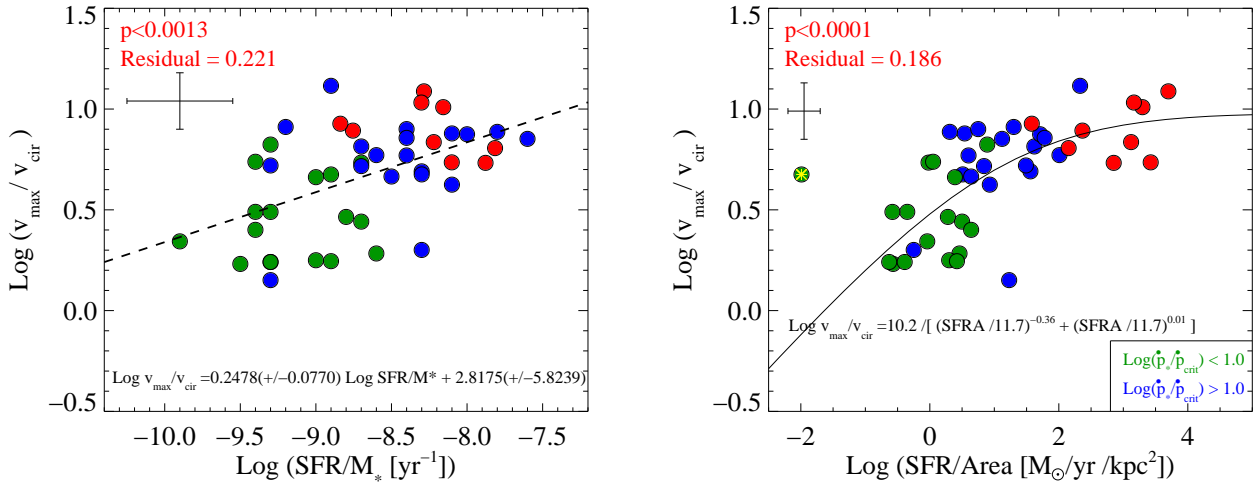 1.5
1.0
0.5
0.0
−0.5
Log (v_max / v_cir)
p<0.0013
Residual = 0.221
Log v_max/v_cir =0.2478(+/−0.0770) Log SFR/M* + 2.8175(+/−5.8239)
−10.0 −9.5 −9.0 −8.5 −8.0 −7.5
Log (SFR/M_* [yr^−1])
1.5
1.0
0.5
0.0
−0.5
Log (v_max / v_cir)
p<0.0001
Residual = 0.186
Log v_max/v_cir =10.2 /[ (SFRA /11.7)^−0.36 + (SFRA /11.7)^0.01 ]
Log(ṗ_*/ṗ_crit) < 1.0
Log(ṗ_*/ṗ_crit) > 1.0
−2 0 2 4
Log (SFR/Area [M_⊙/yr /kpc^2])